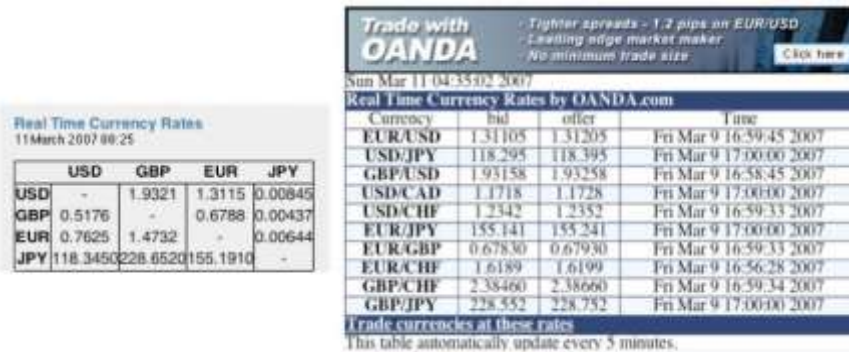 Real Time Currency Rates
11 March 2007 08:25
USD GBP EUR JPY
USD - 1.9321 1.3115 0.00845
GBP 0.5176 - 0.6788 0.00437
EUR 0.7625 1.4732 - 0.00644
JPY 118.3450 228.6520 155.1910 -
Trade with
OANDA
- Tighter spreads - 1.2 pips on EUR/USD
- Leading edge market maker
- No minimum trade size
Click here
Sun Mar 11 04:35:02 2007
Real Time Currency Rates by OANDA.com
Currency bid offer Time
EUR/USD 1.31105 1.31205 Fri Mar 9 16:59:45 2007
USD/JPY 118.295 118.395 Fri Mar 9 17:00:00 2007
GBP/USD 1.93158 1.93258 Fri Mar 9 16:58:45 2007
USD/CAD 1.1718 1.1728 Fri Mar 9 17:00:00 2007
USD/CHF 1.2342 1.2352 Fri Mar 9 16:59:33 2007
EUR/JPY 155.141 155.241 Fri Mar 9 17:00:00 2007
EUR/GBP 0.67830 0.67930 Fri Mar 9 16:59:33 2007
EUR/CHF 1.6189 1.6199 Fri Mar 9 16:56:28 2007
GBP/CHF 2.38460 2.38660 Fri Mar 9 16:59:34 2007
GBP/JPY 228.552 228.752 Fri Mar 9 17:00:00 2007
Trade currencies at these rates
This table automatically update every 5 minutes.